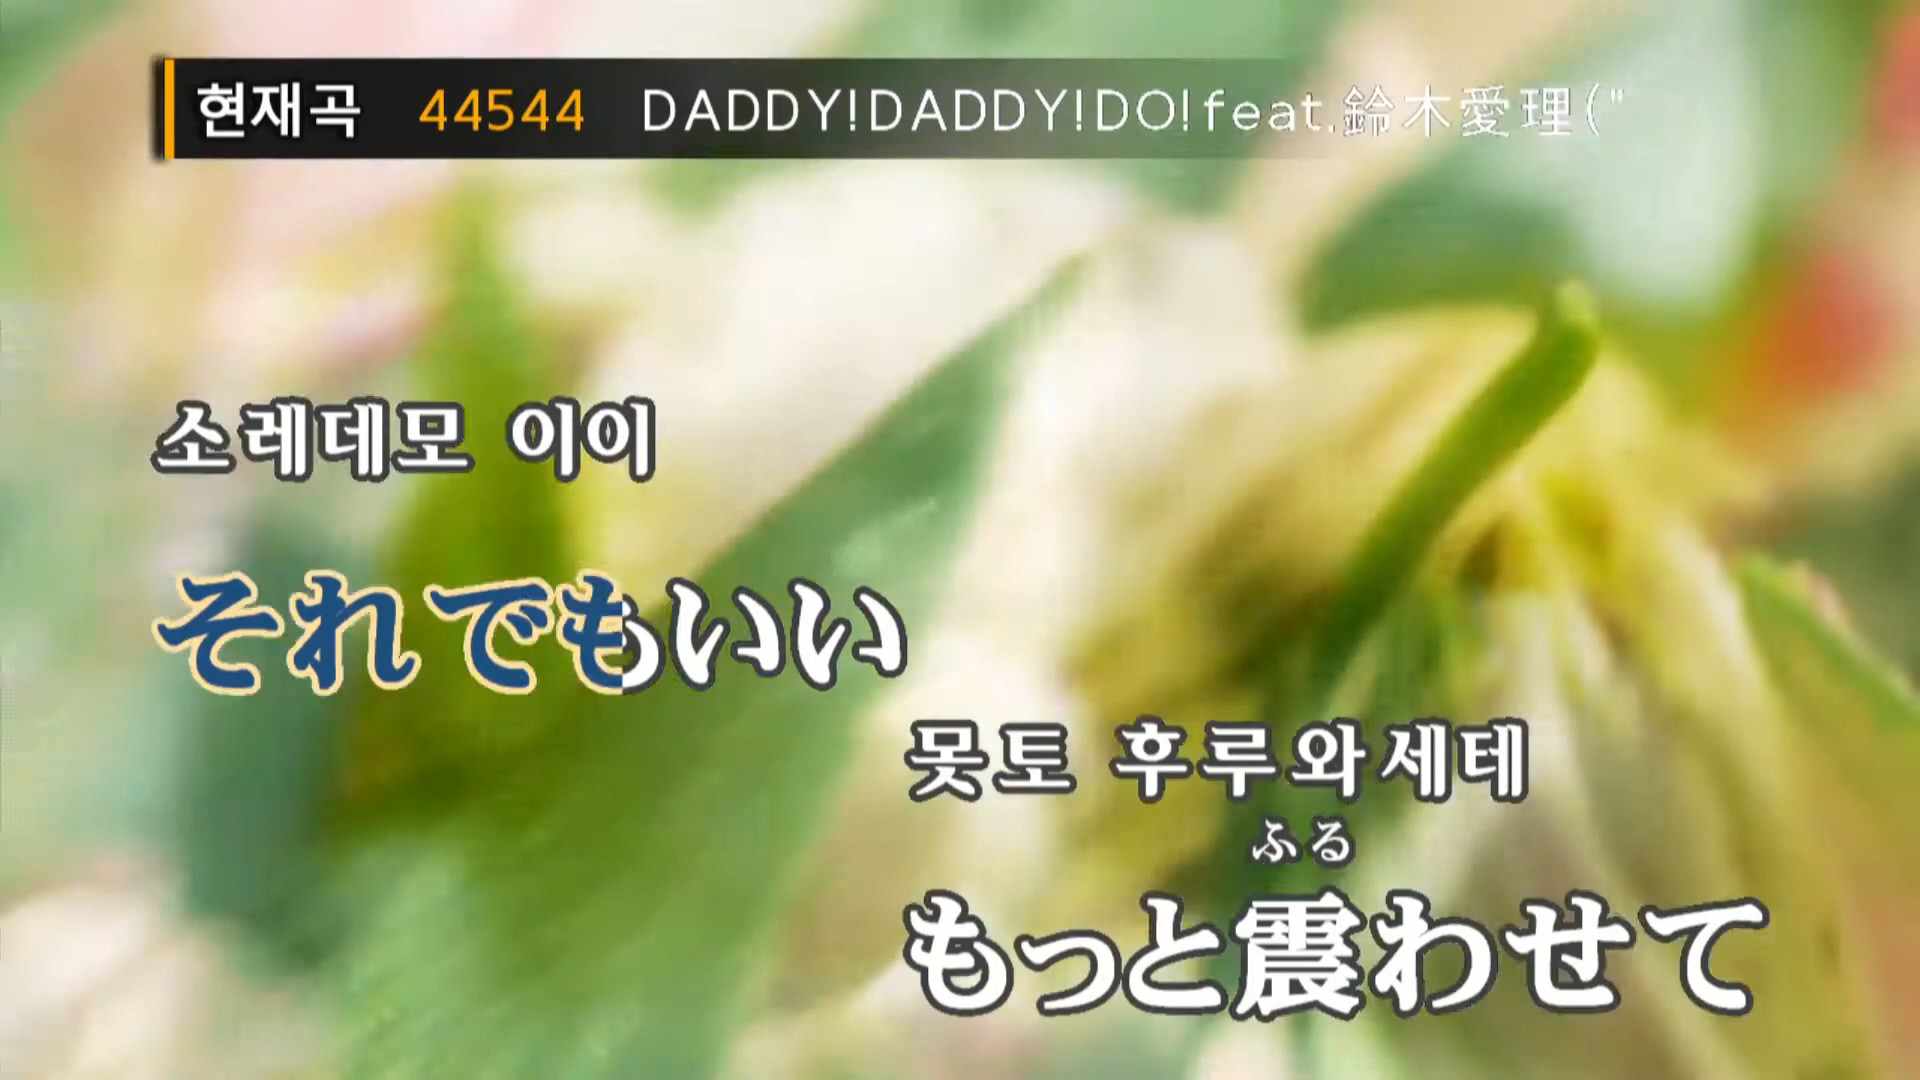 현재곡 44544 DADDY!DADDY!DO!feat.鈴木愛理("
소레데모 이이
それでもいい
못토 후루와세테
ふる
もっと震わせて